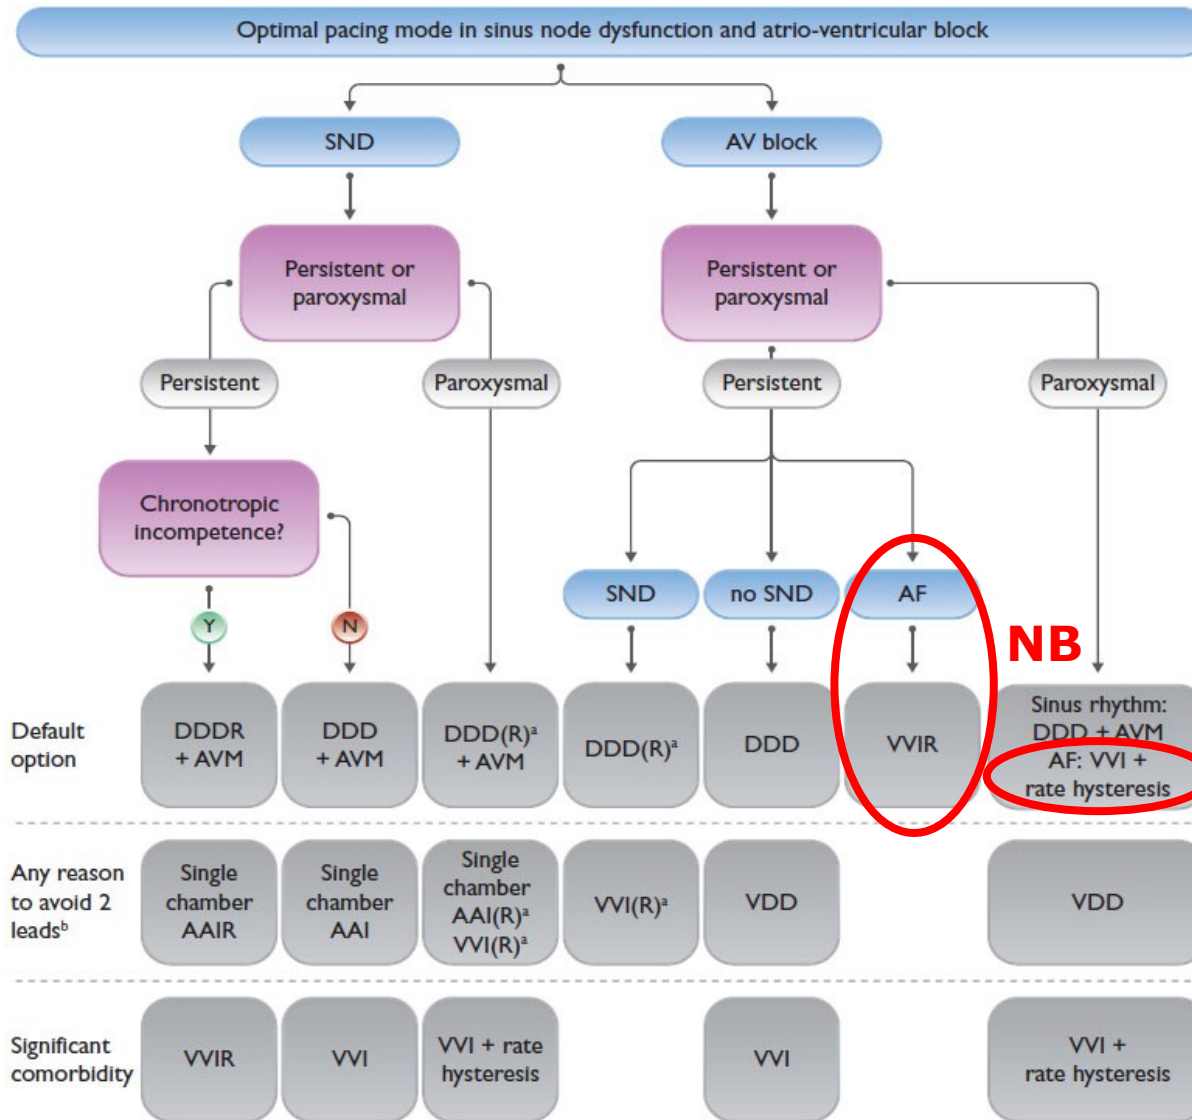 Optimal pacing mode in sinus node dysfunction and atrio-ventricular block
SND
AV block
Persistent or
paroxysmal
Persistent or
paroxysmal
Persistent
Paroxysmal
Persistent
Paroxysmal
Chronotropic
incompetence?
Y
N
SND
no SND
AF
NB
Default
option
DDDR
+ AVM
DDD
+ AVM
DDD(R)ᵃ
+ AVM
DDD(R)ᵃ
DDD
VVIR
Sinus rhythm:
DDD + AVM
AF: VVI +
rate hysteresis
Any reason
to avoid 2
leadsᵇ
Single
chamber
AAIR
Single
chamber
AAI
Single
chamber
AAI(R)ᵃ
VVI(R)ᵃ
VVI(R)ᵃ
VDD
VDD
Significant
comorbidity
VVIR
VVI
VVI + rate
hysteresis
VVI
VVI +
rate hysteresis